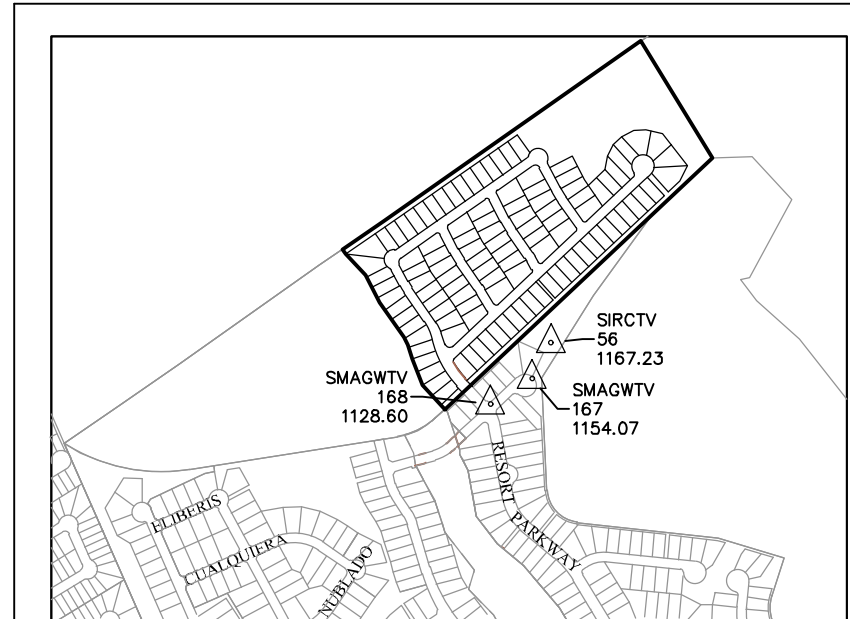 SIRCTV
56
1167.23
SMAGWTV
168
1128.60
SMAGWTV
167
1154.07
RESORT PARKWAY
ELIBERIS
CUALQUIERA
NUBLADO